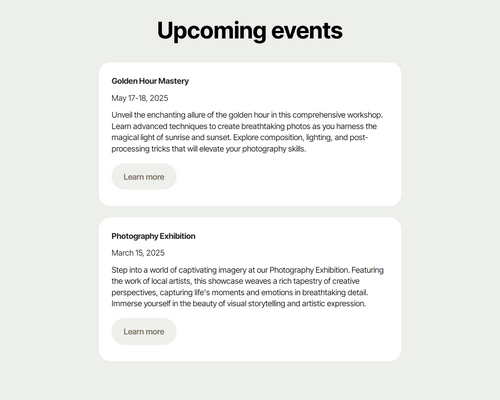 Upcoming events
Golden Hour Mastery
May 17-18, 2025
Unveil the enchanting allure of the golden hour in this comprehensive workshop.
Learn advanced techniques to create breathtaking photos as you harness the
magical light of sunrise and sunset. Explore composition, lighting, and post-
processing tricks that will elevate your photography skills.
Learn more
Photography Exhibition
March 15, 2025
Step into a world of captivating imagery at our Photography Exhibition. Featuring
the work of local artists, this showcase weaves a rich tapestry of creative
perspectives, capturing life's moments and emotions in breathtaking detail.
Immerse yourself in the beauty of visual storytelling and artistic expression.
Learn more